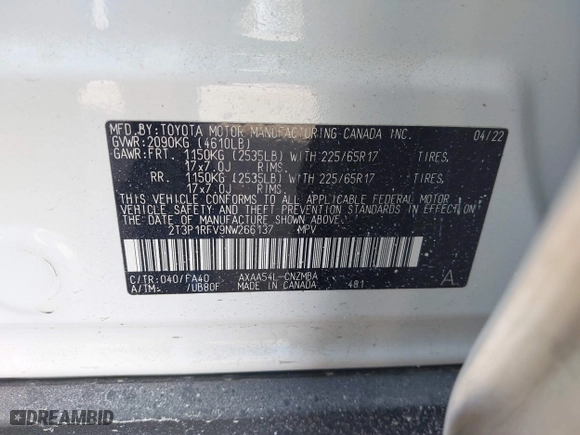 MFD. BY: TOYOTA MOTOR MANUFACTURING CANADA INC. 04/22
GVWR: 2090KG (4610LB)
GAWR: FRT. 1150KG (2535LB) WITH 225/65R17 TIRES.
17x7.0J RIMS.
RR. 1150KG (2535LB) WITH 225/65R17 TIRES.
17x7.0J RIMS.
THIS VEHICLE CONFORMS TO ALL APPLICABLE FEDERAL MOTOR
VEHICLE SAFETY AND THEFT PREVENTION STANDARDS IN EFFECT
ON THE DATE OF MANUFACTURE SHOWN ABOVE.
2T3P1RFV9NW266137 MPV
C/TR: 040/FA40 AXAA54L-CNZMBA A
A/TM: /UB80F MADE IN CANADA 481
DREAMBID